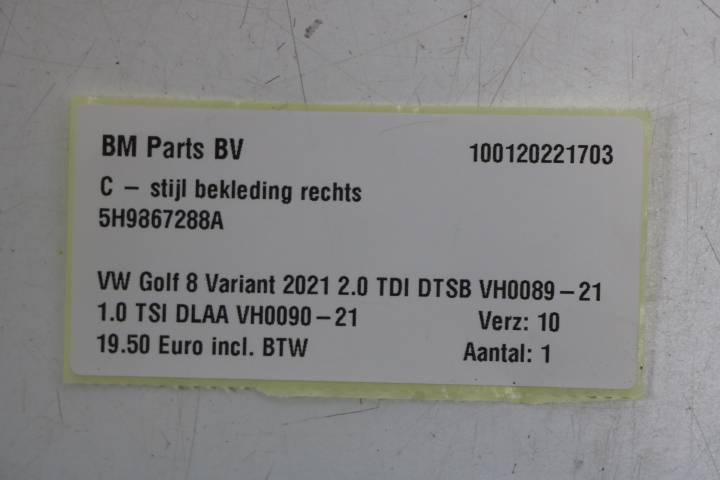 BM Parts BV 100120221703
C - stijl bekleding rechts
5H9867288A
VW Golf 8 Variant 2021 2.0 TDI DTSB VH0089-21
1.0 TSI DLAA VH0090-21 Verz: 10
19.50 Euro incl. BTW Aantal: 1